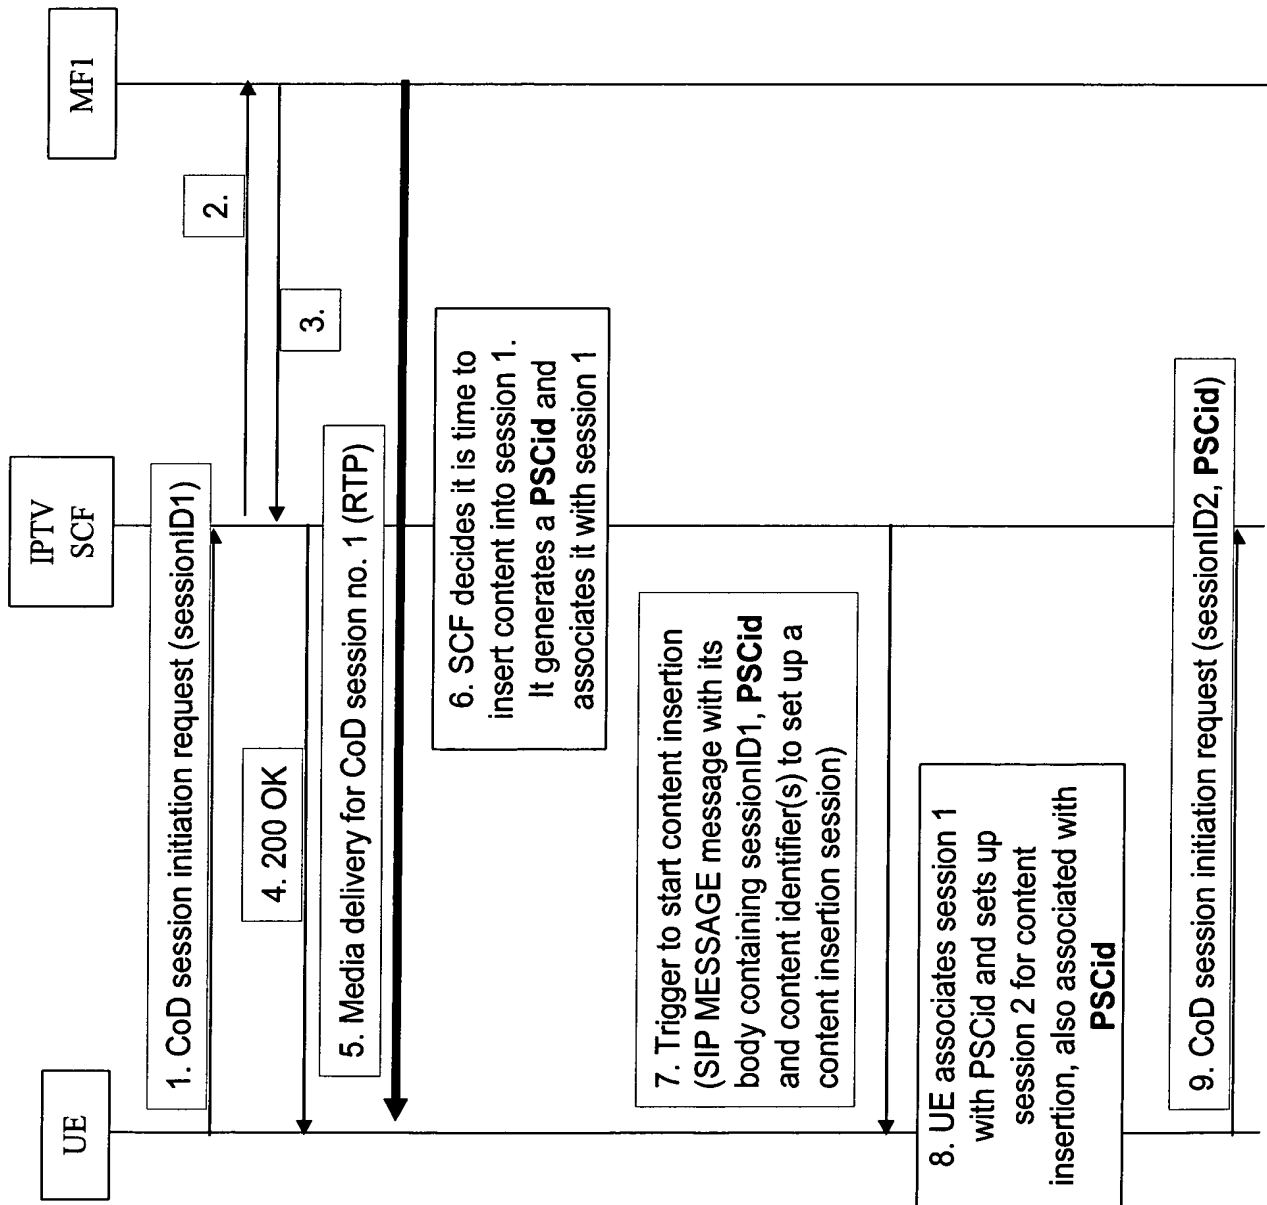 UE
IPTV
SCF
MF1
1. CoD session initiation request (sessionID1)
2.
3.
4. 200 OK
5. Media delivery for CoD session no. 1 (RTP)
6. SCF decides it is time to
insert content into session 1.
It generates a PSCid and
associates it with session 1
7. Trigger to start content insertion
(SIP MESSAGE message with its
body containing sessionID1, PSCid
and content identifier(s) to set up a
content insertion session)
8. UE associates session 1
with PSCid and sets up
session 2 for content
insertion, also associated with
PSCid
9. CoD session initiation request (sessionID2, PSCid)